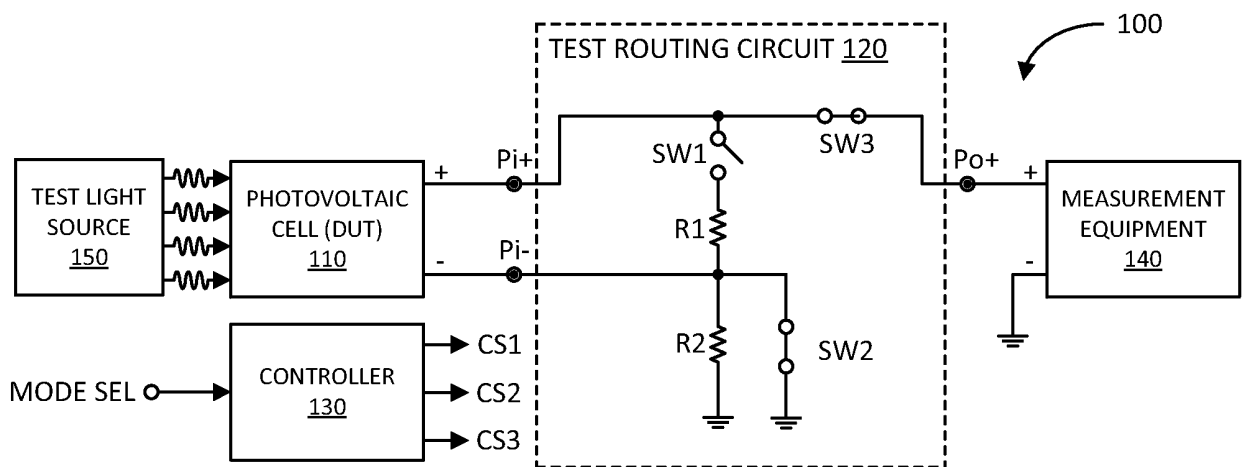 100
TEST ROUTING CIRCUIT 120
SW1
SW3
Pi+
Po+
+
+
TEST LIGHT
SOURCE
150
PHOTOVOLTAIC
CELL (DUT)
110
MEASUREMENT
EQUIPMENT
140
R1
Pi-
-
-
R2
SW2
CS1
CONTROLLER
130
MODE SEL
CS2
CS3